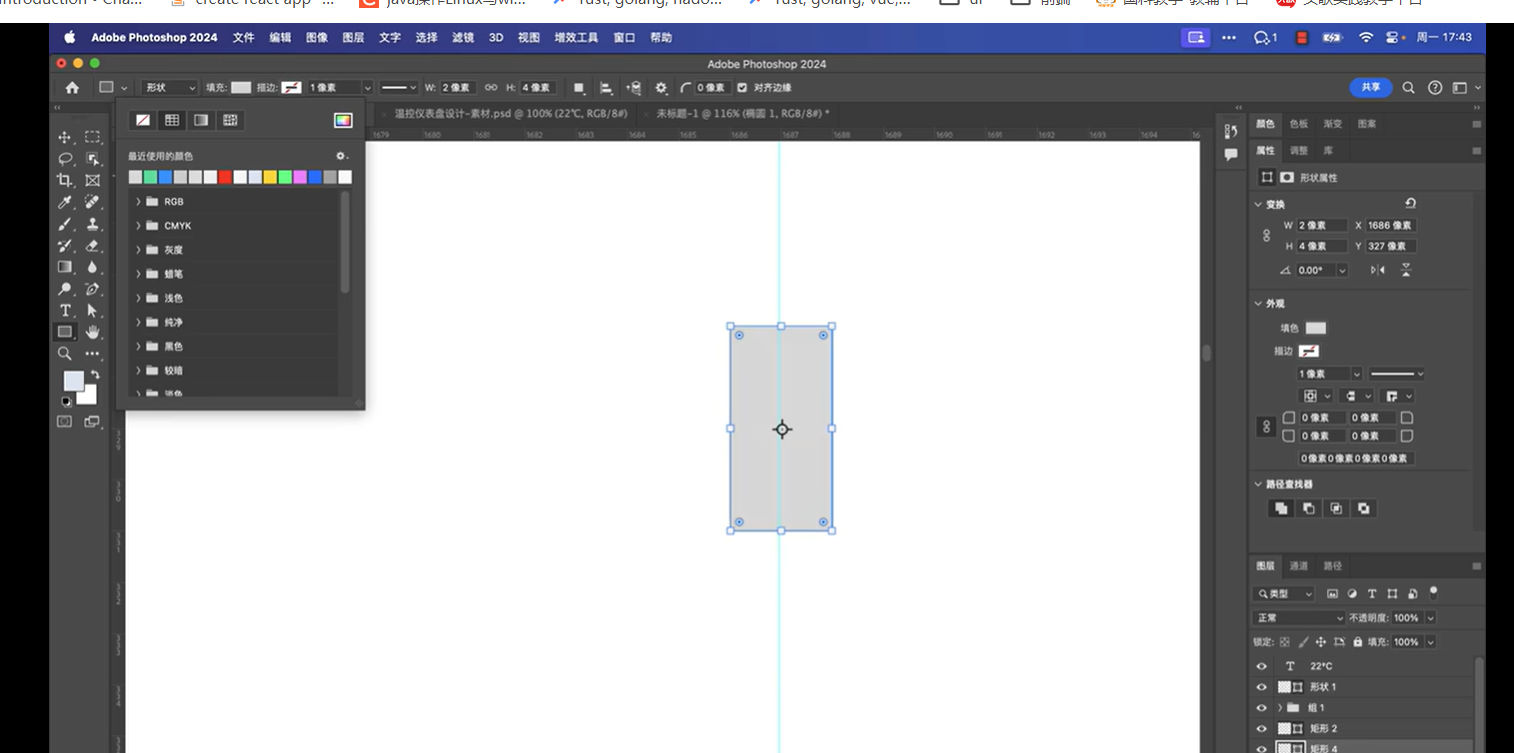 Adobe Photoshop 2024 文件 编辑 图像 图层 文字 选择 滤镜 3D 视图 增效工具 窗口 帮助 1 周一 17:43
Adobe Photoshop 2024
形状 填充: 描边: 1 像素 W: 2 像素 H: 4 像素 0 像素 对齐边缘 共享
温控仪表盘设计-素材.psd @ 100% (22℃, RGB/8#) 未标题-1 @ 116% (椭圆 1, RGB/8#) *
1679 1680 1681 1682 1683 1684 1685 1686 1687 1688 1689 1690 1691 1692 1693 1694
最近使用的颜色
RGB
CMYK
灰度
蜡笔
浅色
纯净
黑色
较暗
颜色 色板 渐变 图案
属性 调整 库
形状属性
变换
W 2 像素 X 1686 像素
H 4 像素 Y 327 像素
0.00°
外观
填色
描边
1 像素
0 像素 0 像素
0 像素 0 像素
0像素0像素0像素0像素
路径查找器
图层 通道 路径
类型
正常 不透明度: 100%
锁定: 填充: 100%
T 22°C
形状 1
组 1
矩形 2
矩形 4